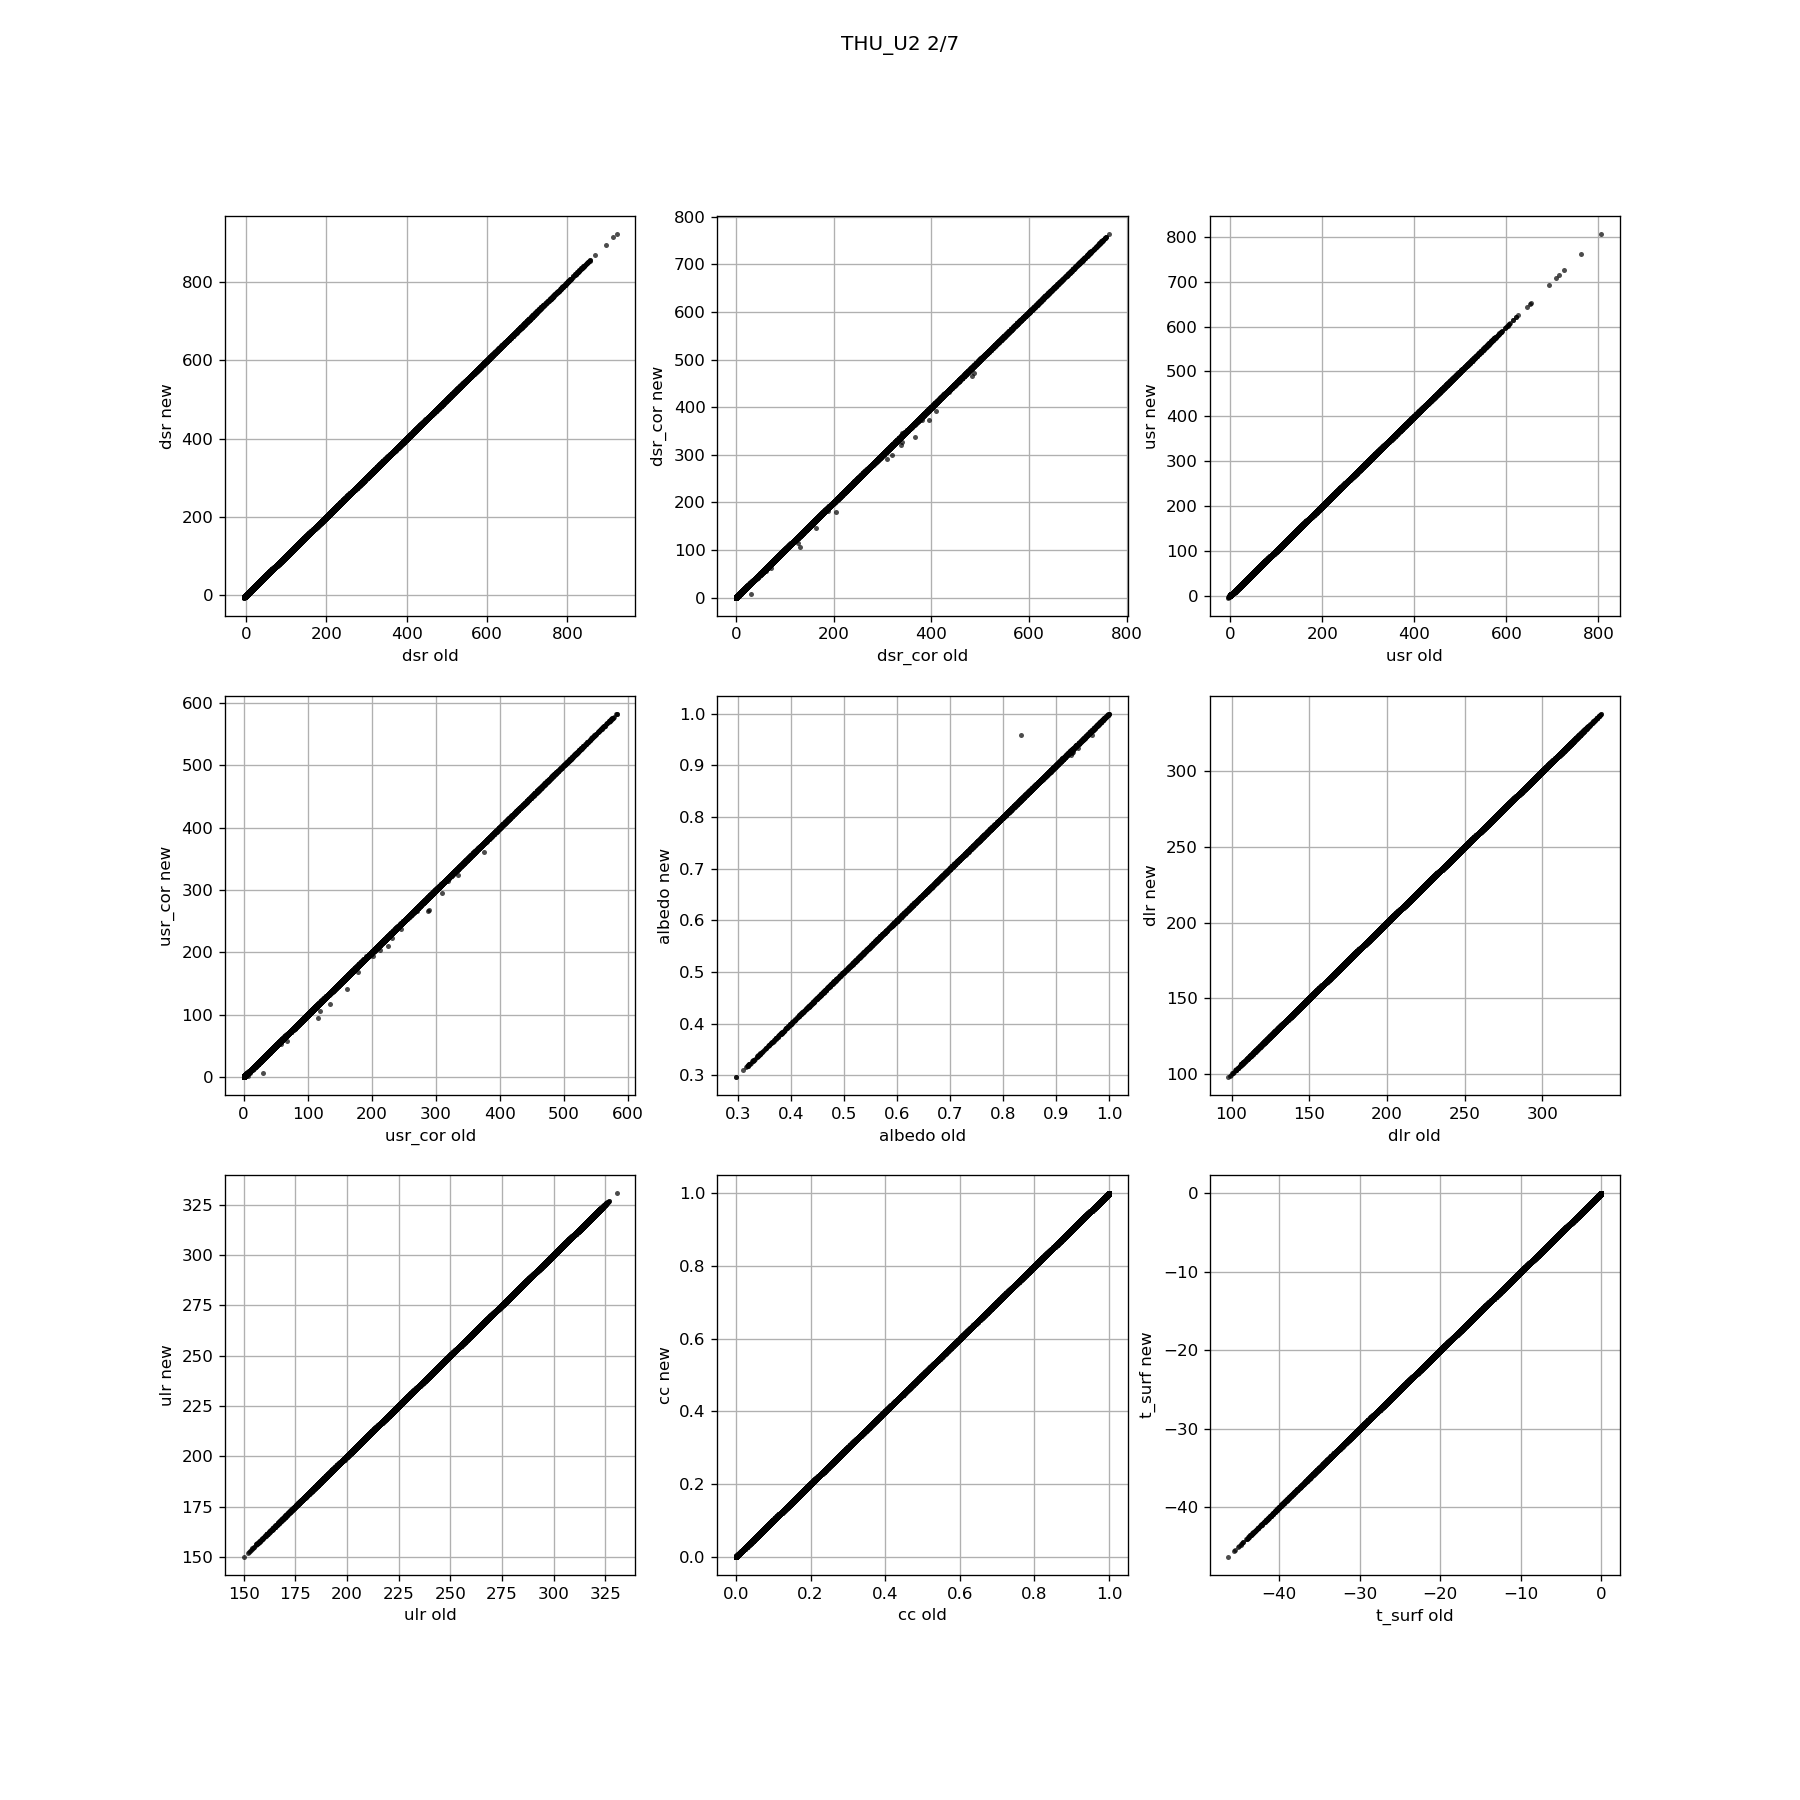 THU_U2 2/7
dsr new
800
600
400
200
0
0 200 400 600 800
dsr old
dsr_cor new
800
700
600
500
400
300
200
100
0
0 200 400 600 800
dsr_cor old
usr new
800
700
600
500
400
300
200
100
0
0 200 400 600 800
usr old
usr_cor new
600
500
400
300
200
100
0
0 100 200 300 400 500 600
usr_cor old
albedo new
1.0
0.9
0.8
0.7
0.6
0.5
0.4
0.3
0.3 0.4 0.5 0.6 0.7 0.8 0.9 1.0
albedo old
dlr new
300
250
200
150
100
100 150 200 250 300
dlr old
ulr new
325
300
275
250
225
200
175
150
150 175 200 225 250 275 300 325
ulr old
cc new
1.0
0.8
0.6
0.4
0.2
0.0
0.0 0.2 0.4 0.6 0.8 1.0
cc old
t_surf new
0
−10
−20
−30
−40
−40 −30 −20 −10 0
t_surf old